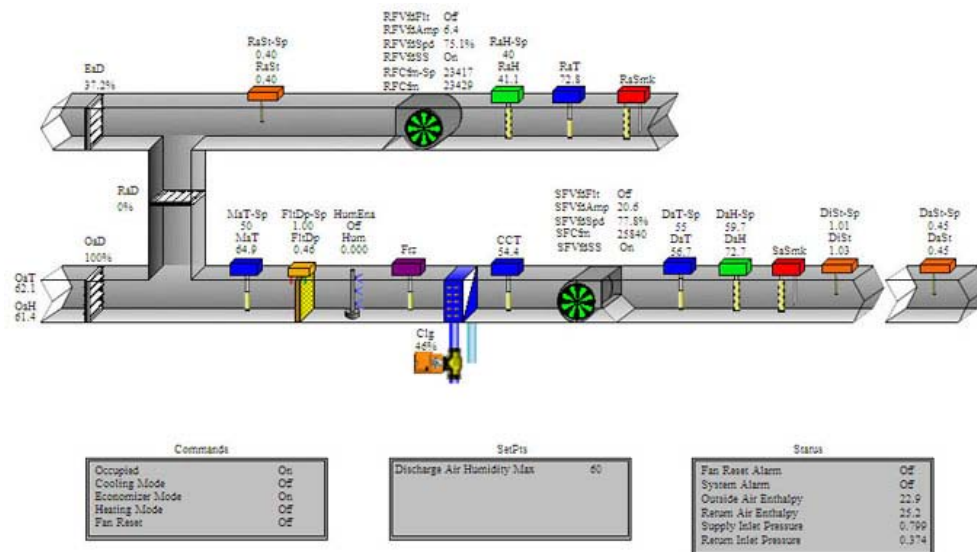 RFVfdFlt Off
RFVfdAmp 6.4
RFVfdSpd 75.1%
RFVfdSS On
RFCfm-Sp 23417
RFCfm 23429
RaSt-Sp
0.40
RaSt
0.40
RaH-Sp
40
RaH
41.1
RaT
72.8
RaSmk
EaD
37.2%
RaD
0%
OaD
100%
OaT
62.1
OaH
61.4
MaT-Sp
50
MaT
64.9
FltDp-Sp
1.00
FltDp
0.46
HumEna
Off
Hum
0.000
Frz
CCT
54.4
SFVfdFlt Off
SFVfdAmp 20.6
SFVfdSpd 77.8%
SFCfm 25840
SFVfdSS On
DaT-Sp
55
DaT
56.7
DaH-Sp
59.7
DaH
72.7
SaSmk
DiSt-Sp
1.01
DiSt
1.03
DaSt-Sp
0.45
DaSt
0.45
Clg
46%
Commands
Occupied On
Cooling Mode Off
Economizer Mode On
Heating Mode Off
Fan Reset Off
SetPts
Discharge Air Humidity Max 60
Status
Fan Reset Alarm Off
System Alarm Off
Outside Air Enthalpy 22.9
Return Air Enthalpy 25.2
Supply Inlet Pressure 0.799
Return Inlet Pressure 0.374